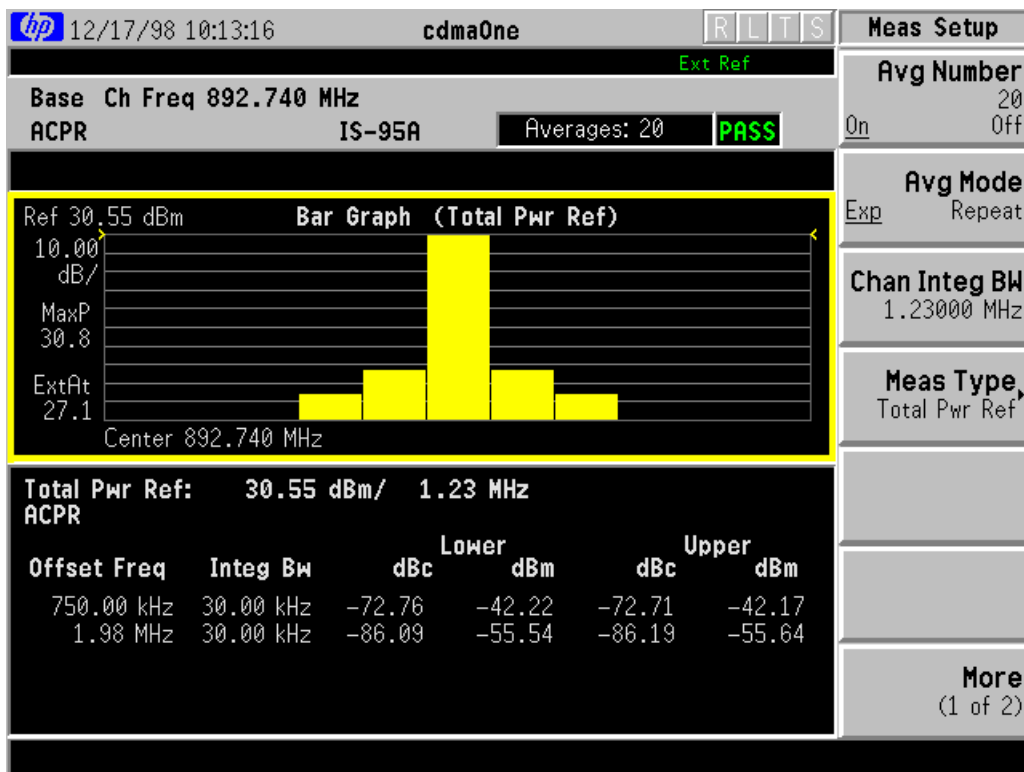 hp 12/17/98 10:13:16 cdmaOne R L T S
Ext Ref
Base Ch Freq 892.740 MHz
ACPR IS-95A Averages: 20 PASS
Ref 30.55 dBm Bar Graph (Total Pwr Ref)
10.00
dB/
MaxP
30.8
ExtAt
27.1
Center 892.740 MHz
Total Pwr Ref: 30.55 dBm/ 1.23 MHz
ACPR
Lower Upper
Offset Freq Integ Bw dBc dBm dBc dBm
750.00 kHz 30.00 kHz -72.76 -42.22 -72.71 -42.17
1.98 MHz 30.00 kHz -86.09 -55.54 -86.19 -55.64
Meas Setup
Avg Number
20
On Off
Avg Mode
Exp Repeat
Chan Integ BW
1.23000 MHz
Meas Type
Total Pwr Ref
More
(1 of 2)